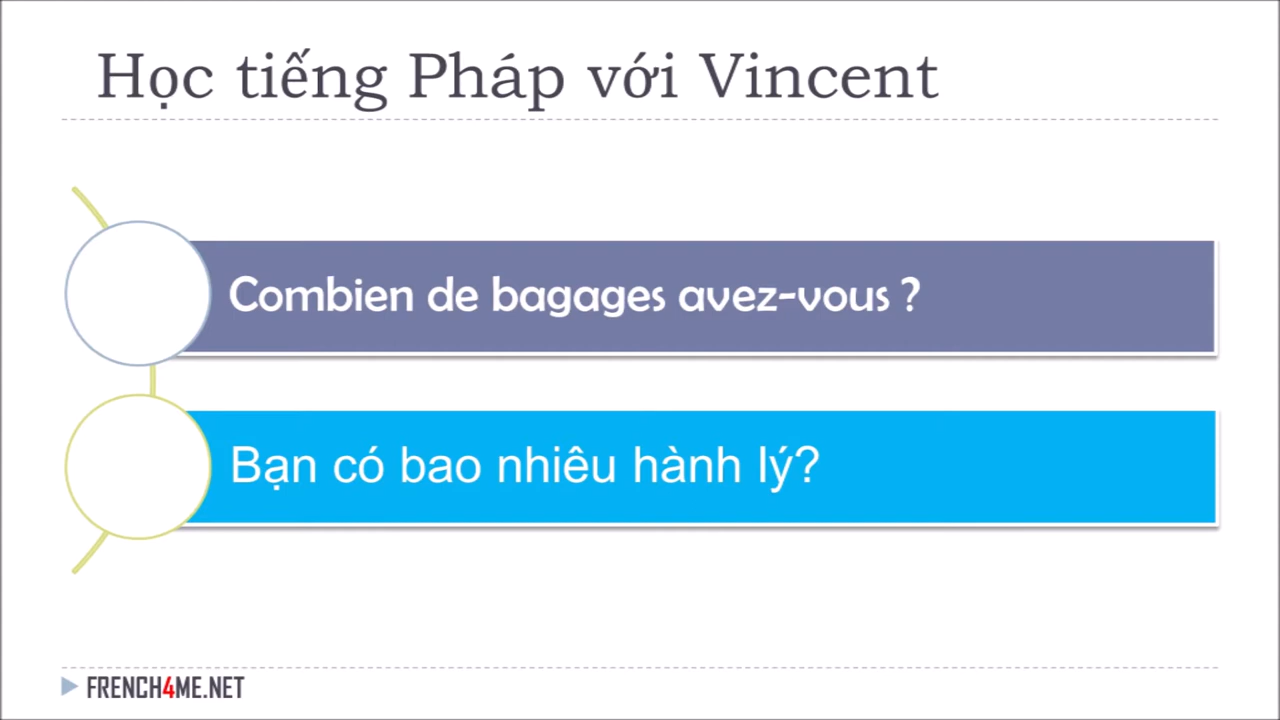 Học tiếng Pháp với Vincent
Combien de bagages avez-vous ?
Bạn có bao nhiêu hành lý?
FRENCH4ME.NET